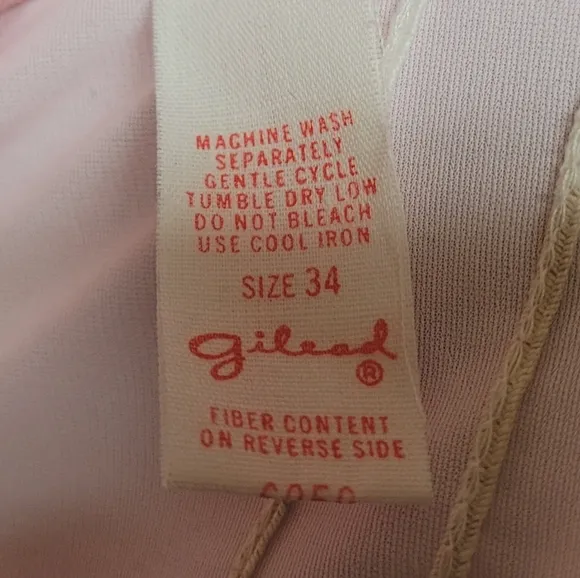 MACHINE WASH
SEPARATELY
GENTLE CYCLE
TUMBLE DRY LOW
DO NOT BLEACH
USE COOL IRON
SIZE 34
gilead
®
FIBER CONTENT
ON REVERSE SIDE